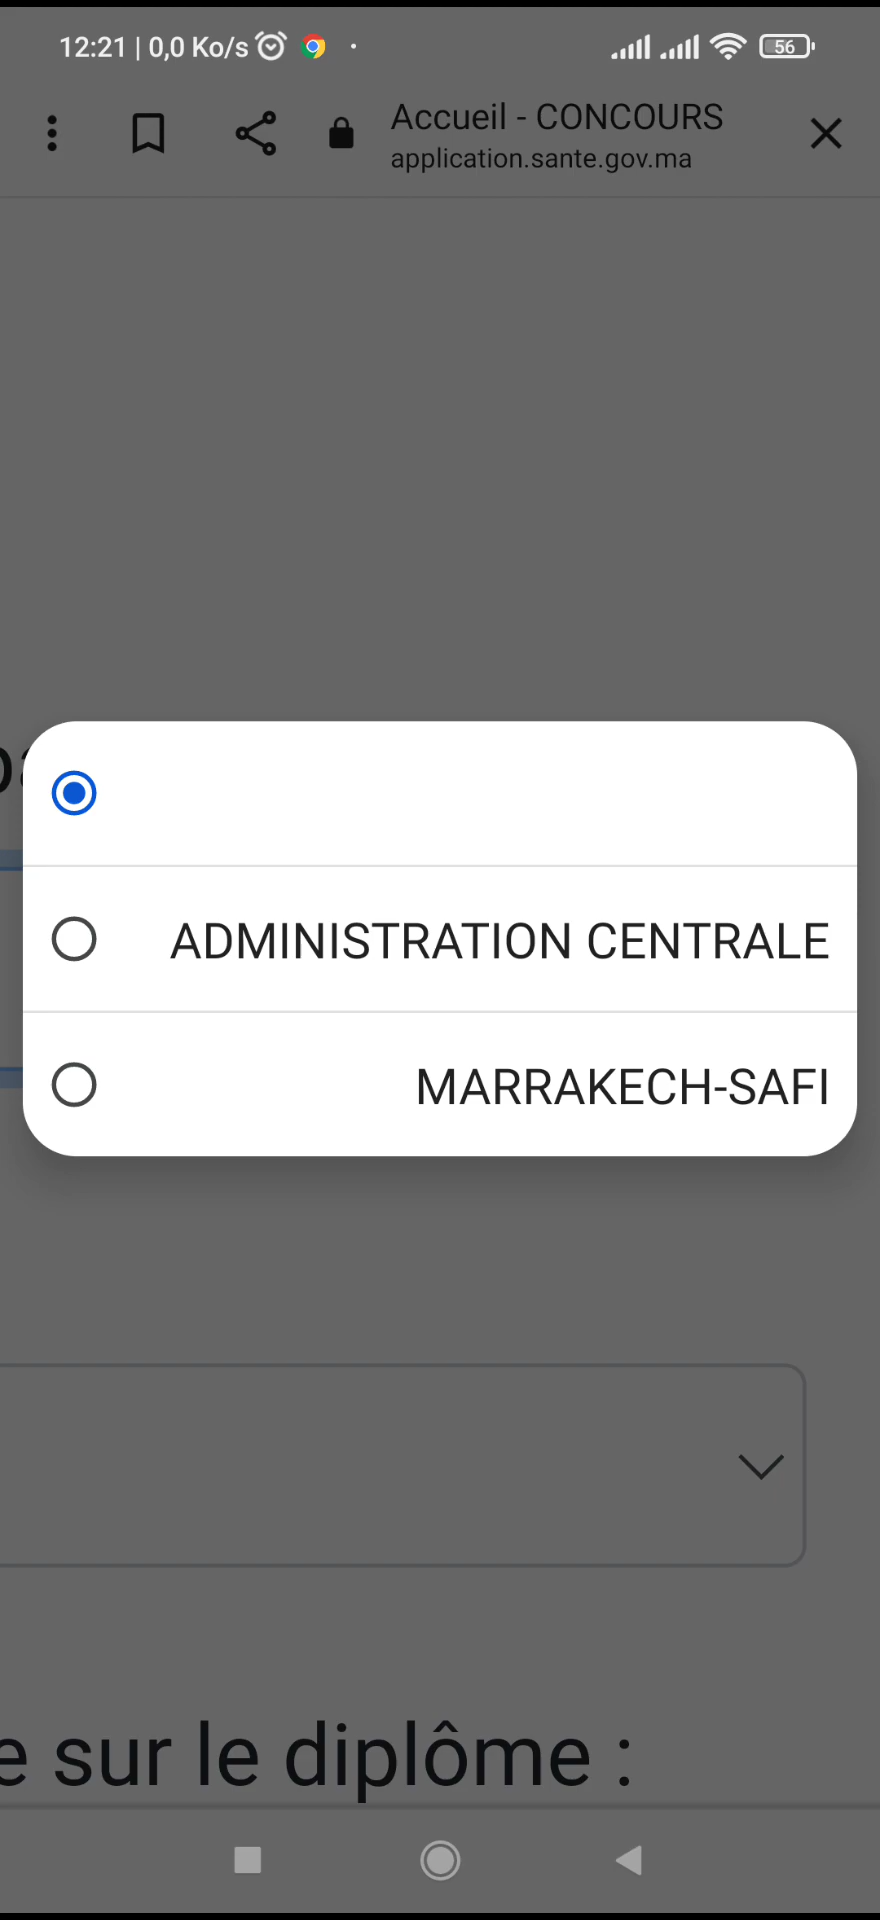 12:21 | 0,0 Ko/s
56
Accueil - CONCOURS
application.sante.gov.ma
ADMINISTRATION CENTRALE
MARRAKECH-SAFI
e sur le diplôme :